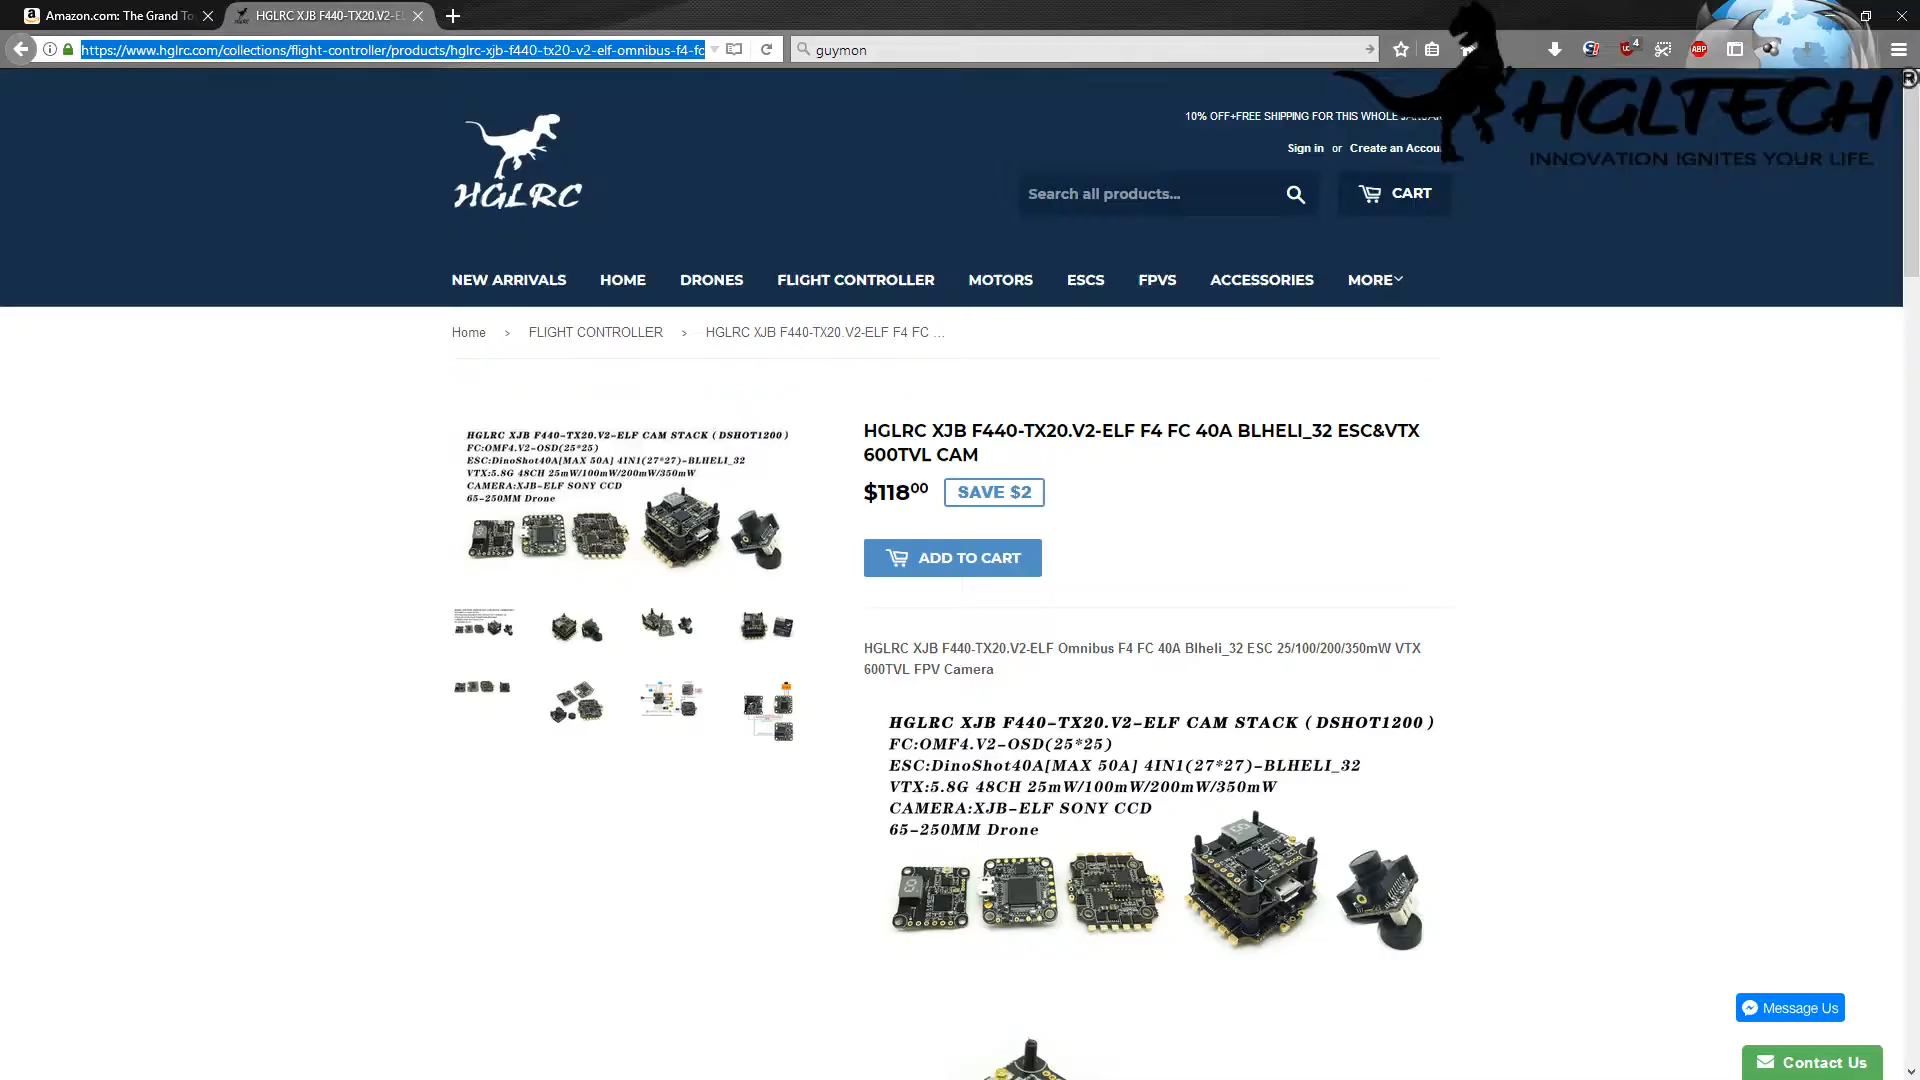 Amazon.com: The Grand To
HGLRC XJB F440-TX20.V2-EL
https://www.hglrc.com/collections/flight-controller/products/hglrc-xjb-f440-tx20-v2-elf-omnibus-f4-fc
guymon
4
ABP
HGLTECH
R
INNOVATION IGNITES YOUR LIFE.
10% OFF+FREE SHIPPING FOR THIS WHOLE JANUAR
Sign in or Create an Accou
HGLRC
Search all products...
CART
NEW ARRIVALS HOME DRONES FLIGHT CONTROLLER MOTORS ESCS FPVS ACCESSORIES MORE
Home › FLIGHT CONTROLLER › HGLRC XJB F440-TX20.V2-ELF F4 FC ...
HGLRC XJB F440-TX20.V2-ELF CAM STACK ( DSHOT1200 )
FC:OMF4.V2-OSD(25*25)
ESC:DinoShot40A[MAX 50A] 4IN1(27*27)-BLHELI_32
VTX:5.8G 48CH 25mW/100mW/200mW/350mW
CAMERA:XJB-ELF SONY CCD
65-250MM Drone
HGLRC XJB F440-TX20.V2-ELF F4 FC 40A BLHELI_32 ESC&VTX
600TVL CAM
$118.00 SAVE $2
ADD TO CART
HGLRC XJB F440-TX20.V2-ELF Omnibus F4 FC 40A Blheli_32 ESC 25/100/200/350mW VTX
600TVL FPV Camera
HGLRC XJB F440-TX20.V2-ELF CAM STACK ( DSHOT1200 )
FC:OMF4.V2-OSD(25*25)
ESC:DinoShot40A[MAX 50A] 4IN1(27*27)-BLHELI_32
VTX:5.8G 48CH 25mW/100mW/200mW/350mW
CAMERA:XJB-ELF SONY CCD
65-250MM Drone
Message Us
Contact Us